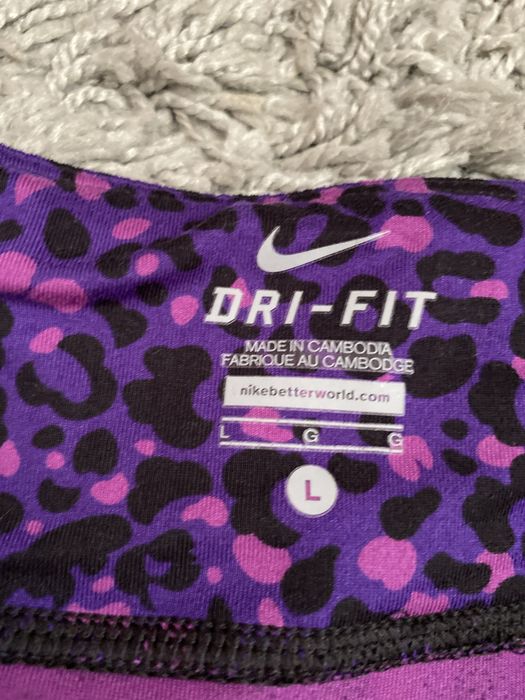 DRI-FIT
MADE IN CAMBODIA
FABRIQUE AU CAMBODGE
nikebetterworld.com
L G G
L